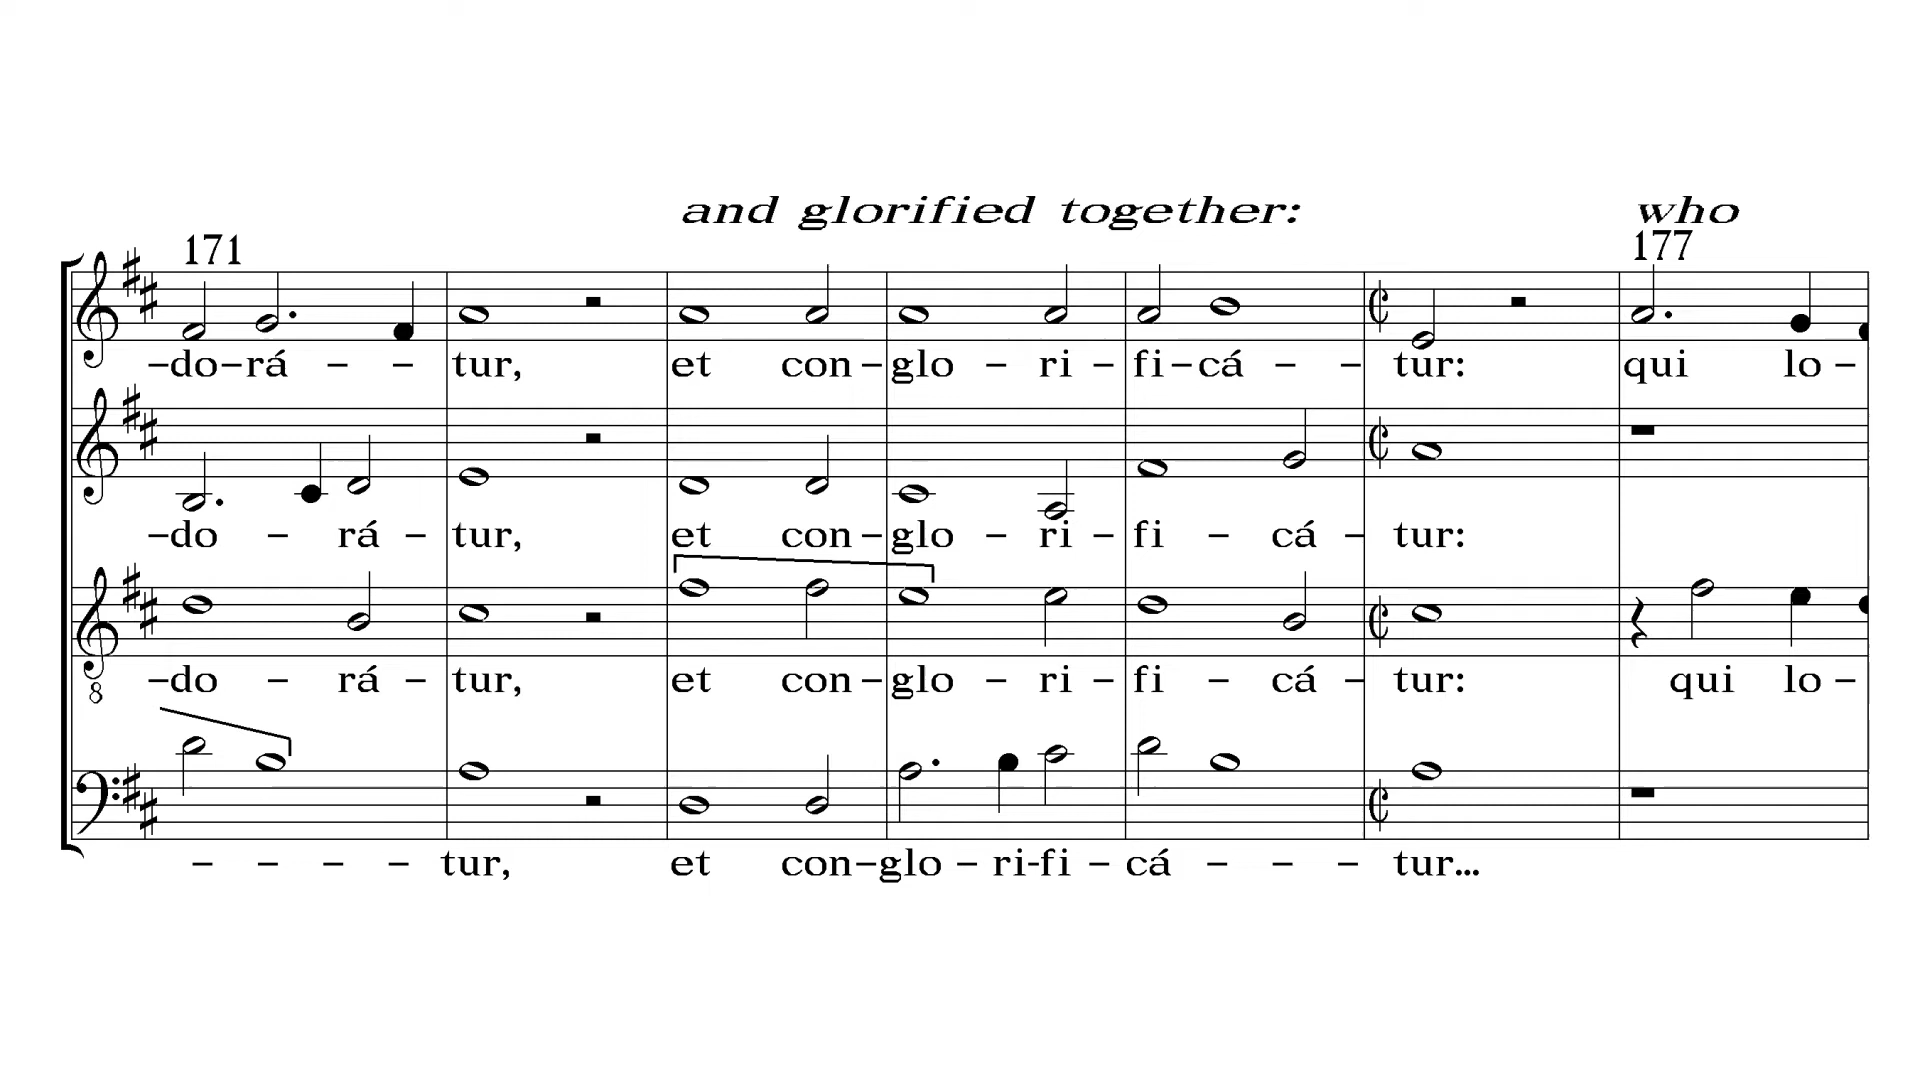 and glorified together: who
171 177
-do-rá - - tur, et con-glo - ri - fi-cá - - tur: qui lo -
-do - rá - tur, et con-glo - ri - fi - cá - tur:
-do - rá - tur, et con-glo - ri - fi - cá - tur: qui lo -
8
- - - - tur, et con-glo - ri-fi - cá - - - tur...